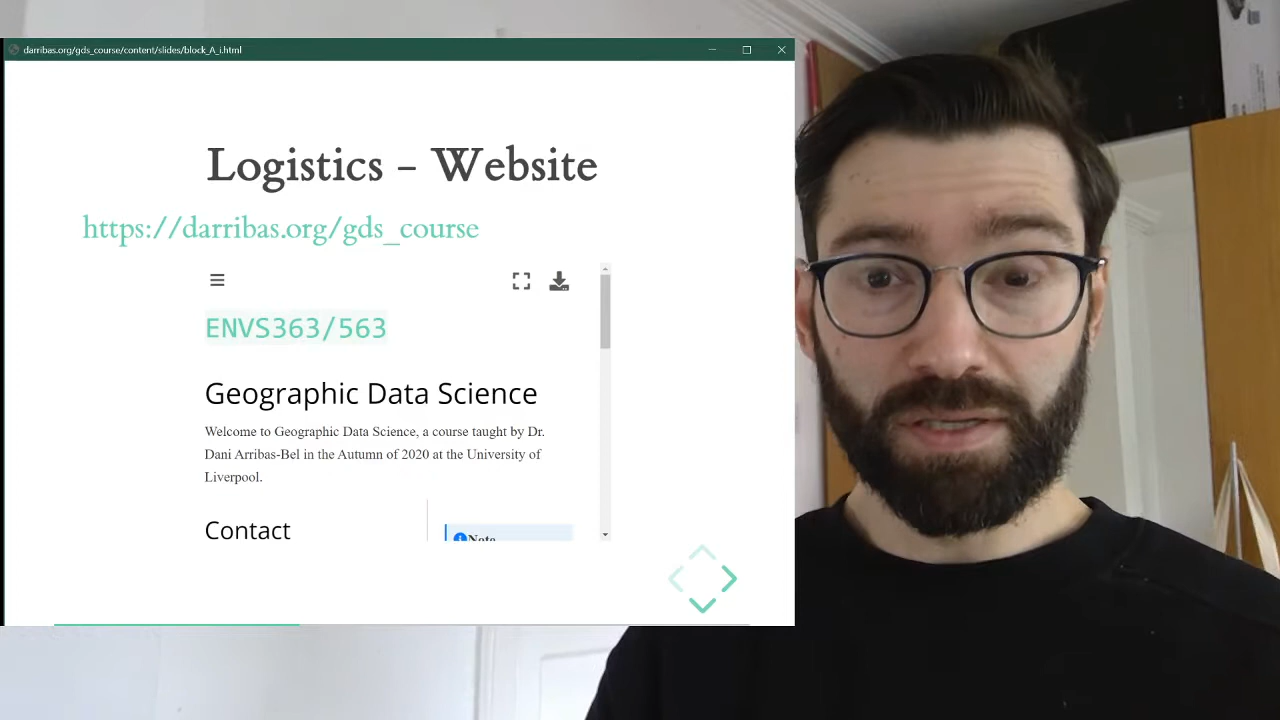 darribas.org/gds_course/content/slides/block_A_i.html
Logistics - Website
https://darribas.org/gds_course
ENVS363/563
Geographic Data Science
Welcome to Geographic Data Science, a course taught by Dr.
Dani Arribas-Bel in the Autumn of 2020 at the University of
Liverpool.
Contact
Note